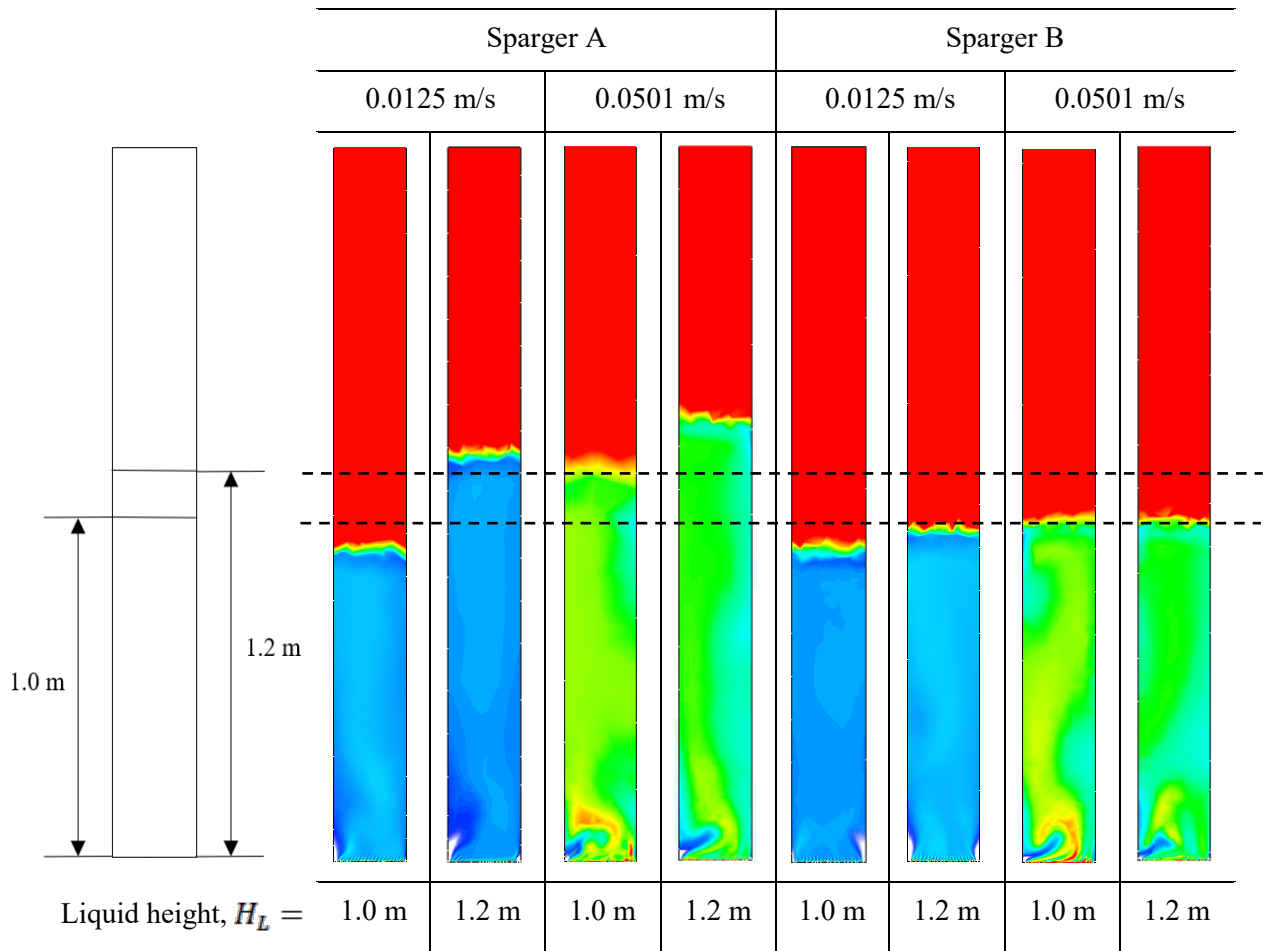 Sparger A Sparger B
0.0125 m/s 0.0501 m/s 0.0125 m/s 0.0501 m/s
1.2 m
1.0 m
Liquid height, H_L = 1.0 m 1.2 m 1.0 m 1.2 m 1.0 m 1.2 m 1.0 m 1.2 m